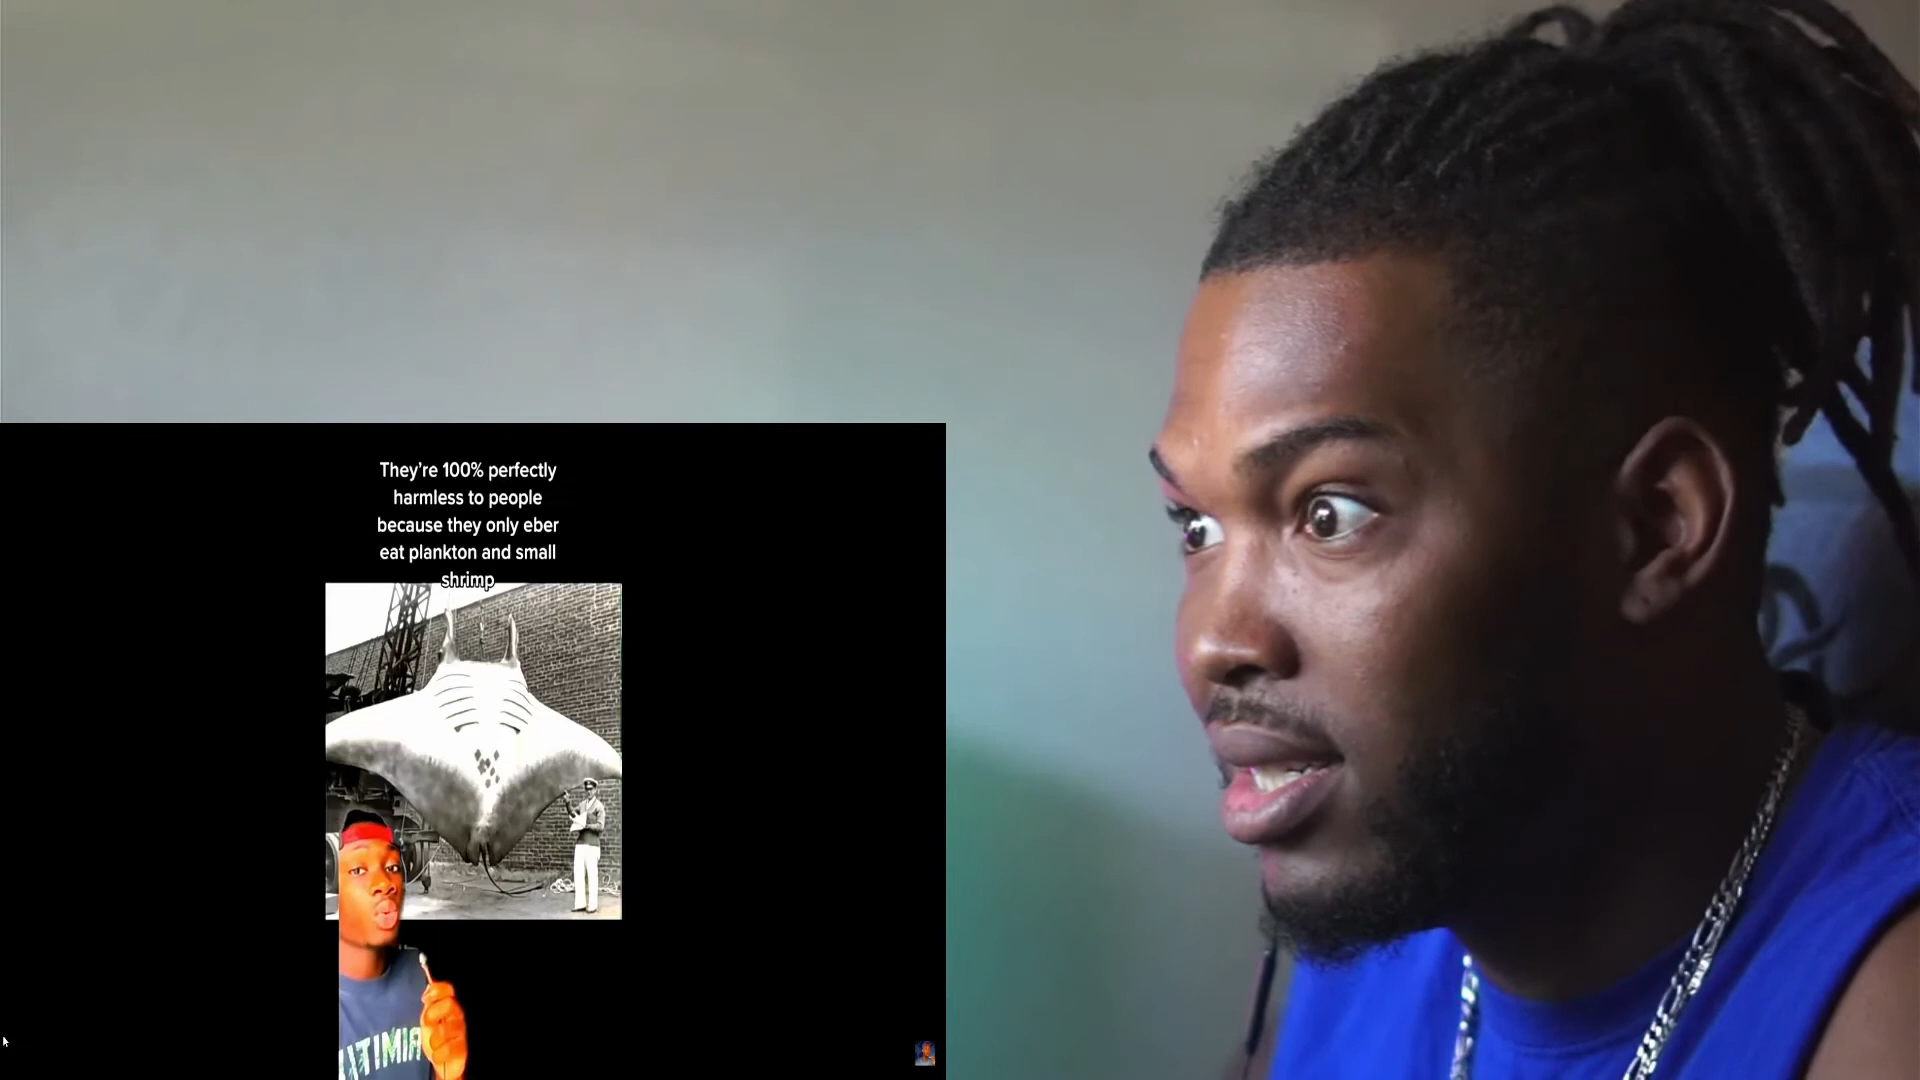 They're 100% perfectly
harmless to people
because they only eber
eat plankton and small
shrimp